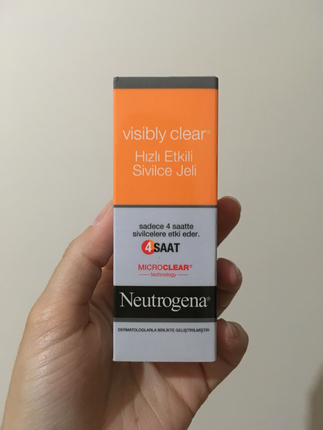 visibly clear®
Hızlı Etkili
Sivilce Jeli
sadece 4 saatte
sivilcelere etki eder.
4SAAT
MICROCLEAR®
technology
Neutrogena®
DERMATOLOGLARLA BİRLİKTE GELİŞTİRİLMİŞTİR